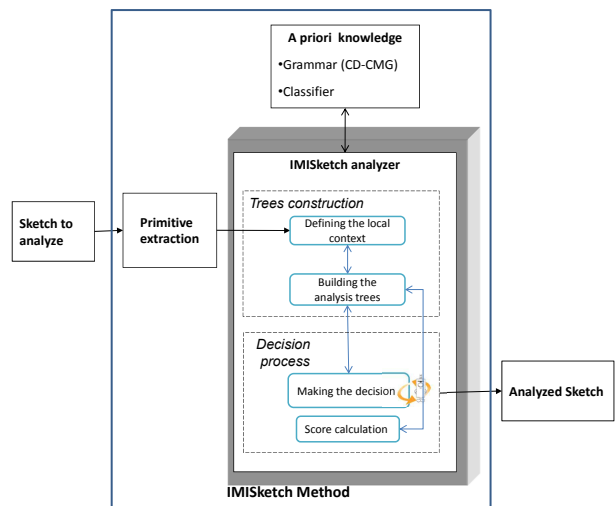 A priori knowledge
•Grammar (CD-CMG)
•Classifier
IMISketch analyzer
Trees construction
Sketch to
analyze
Primitive
extraction
Defining the local
context
Building the
analysis trees
Decision
process
Making the decision
Analyzed Sketch
Score calculation
IMISketch Method